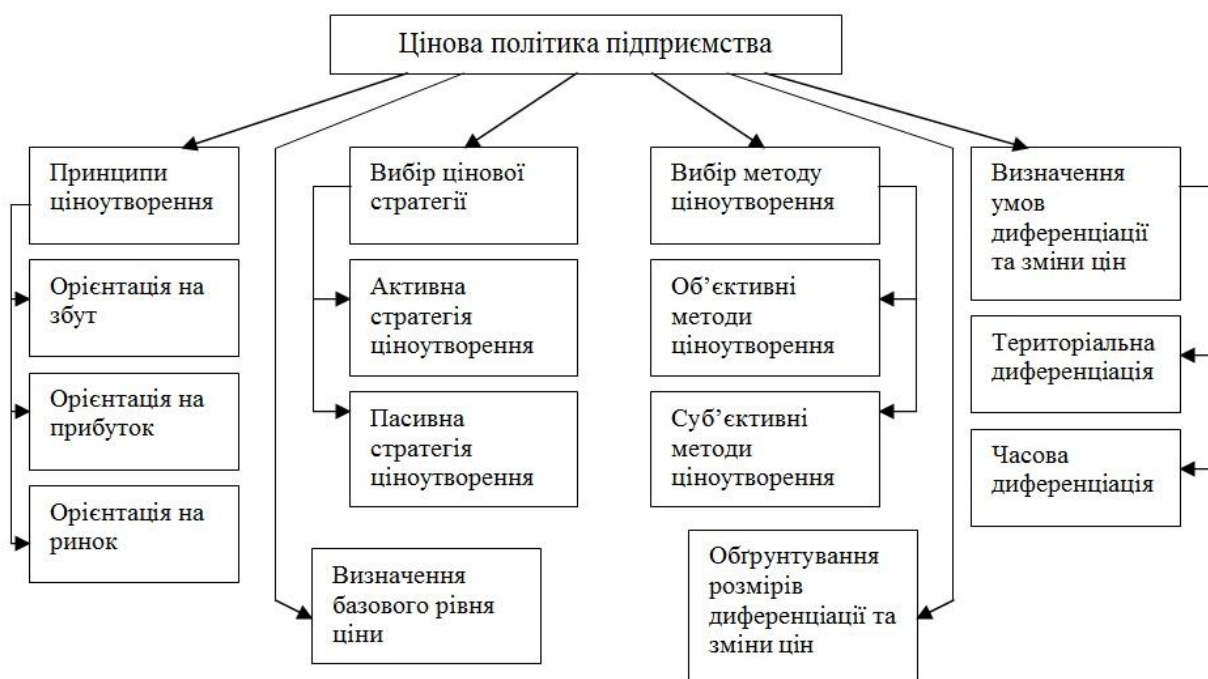 Цінова політика підприємства
Принципи
ціноутворення
Орієнтація на
збут
Орієнтація на
прибуток
Орієнтація на
ринок
Вибір цінової
стратегії
Активна
стратегія
ціноутворення
Пасивна
стратегія
ціноутворення
Визначення
базового рівня
ціни
Вибір методу
ціноутворення
Об’єктивні
методи
ціноутворення
Суб’єктивні
методи
ціноутворення
Обґрунтування
розмірів
диференціації та
зміни цін
Визначення
умов
диференціації
та зміни цін
Територіальна
диференціація
Часова
диференціація